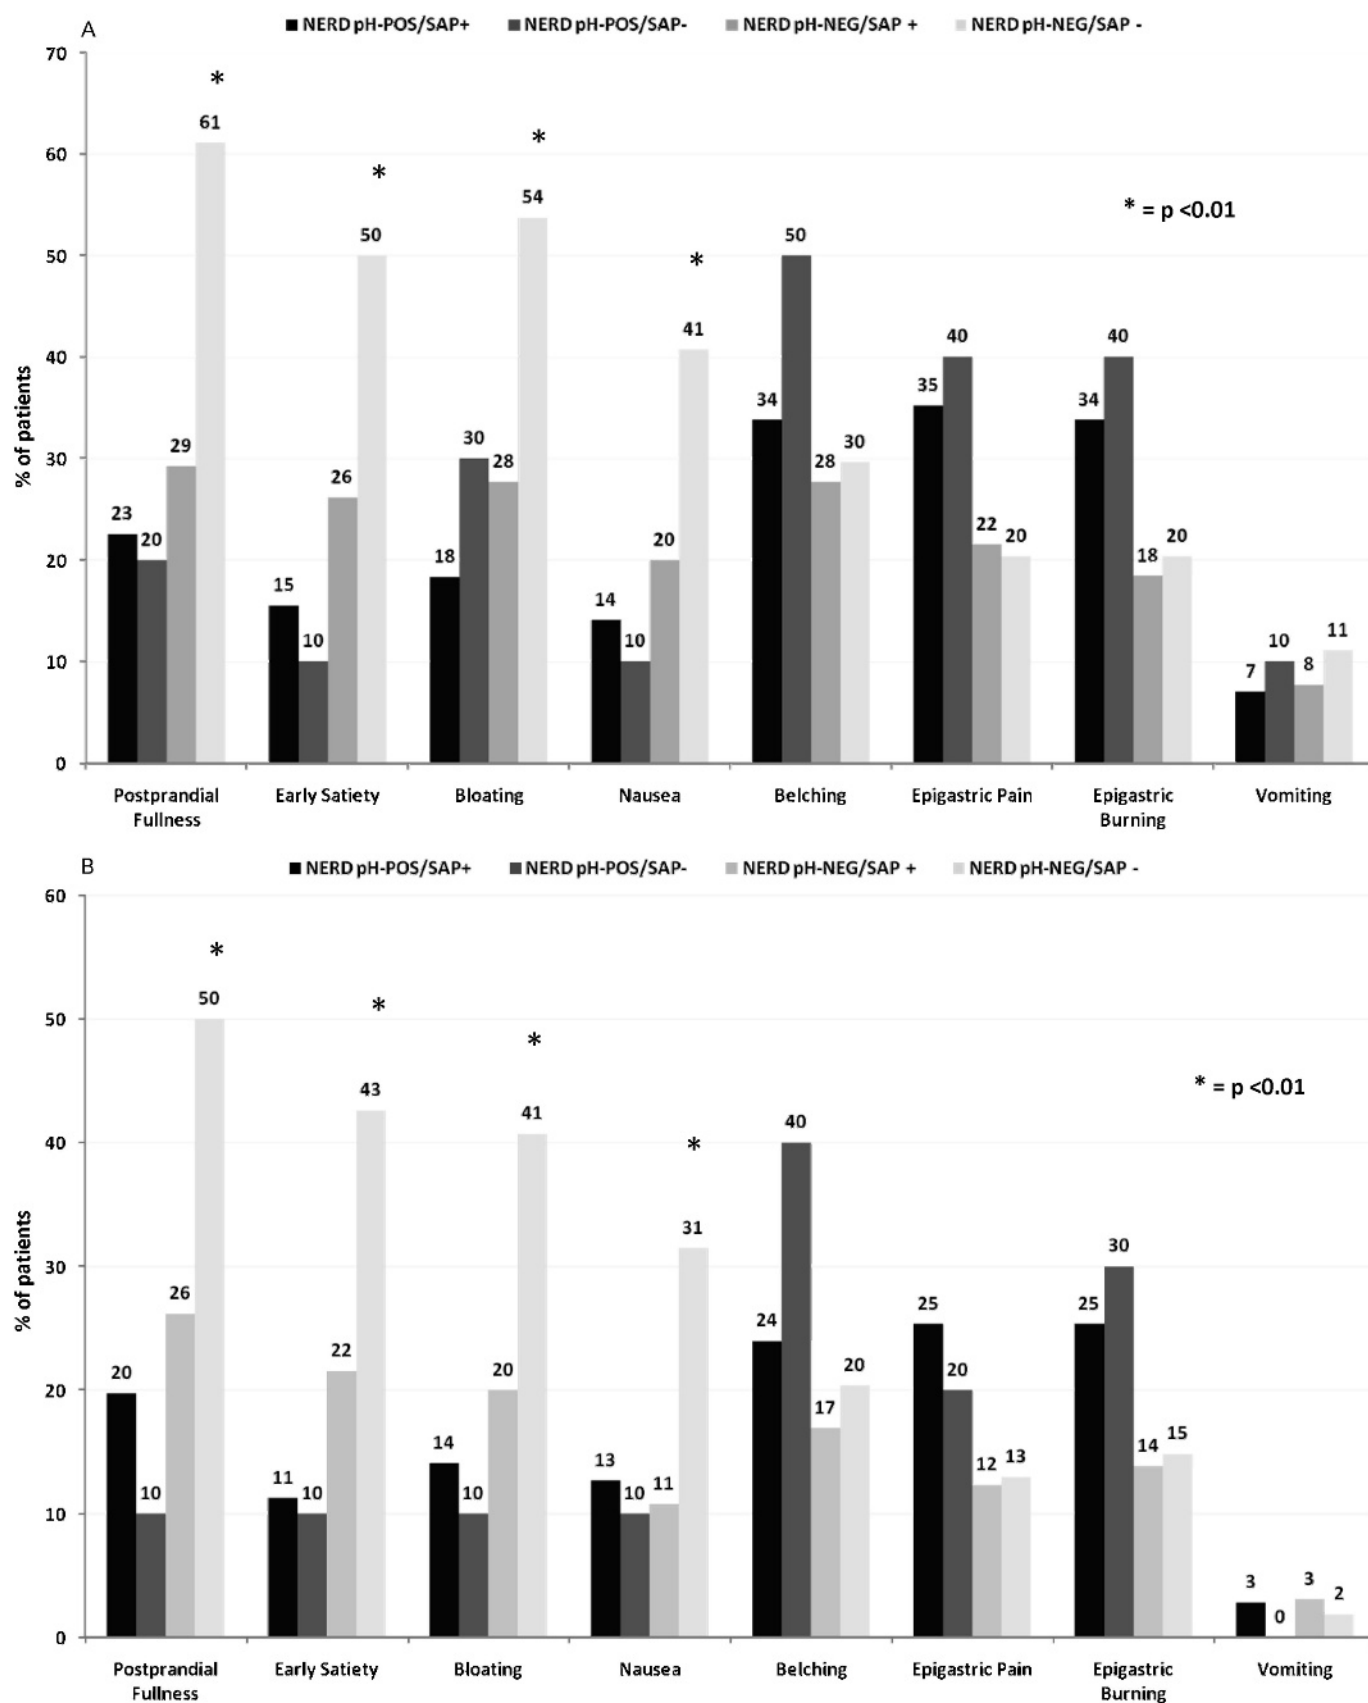 A
NERD pH-POS/SAP+ NERD pH-POS/SAP- NERD pH-NEG/SAP + NERD pH-NEG/SAP -
70
60
50
40
30
20
10
0
% of patients
* = p <0.01
23 20 29 61 *
15 10 26 50 *
18 30 28 54 *
14 10 20 41 *
34 50 28 30
35 40 22 20
34 40 18 20
7 10 8 11
Postprandial Early Satiety Bloating Nausea Belching Epigastric Pain Epigastric Vomiting
Fullness Burning
B
NERD pH-POS/SAP+ NERD pH-POS/SAP- NERD pH-NEG/SAP + NERD pH-NEG/SAP -
60
50
40
30
20
10
0
% of patients
* = p <0.01
20 10 26 50 *
11 10 22 43 *
14 10 20 41 *
13 10 11 31 *
24 40 17 20
25 20 12 13
25 30 14 15
3 0 3 2
Postprandial Early Satiety Bloating Nausea Belching Epigastric Pain Epigastric Vomiting
Fullness Burning